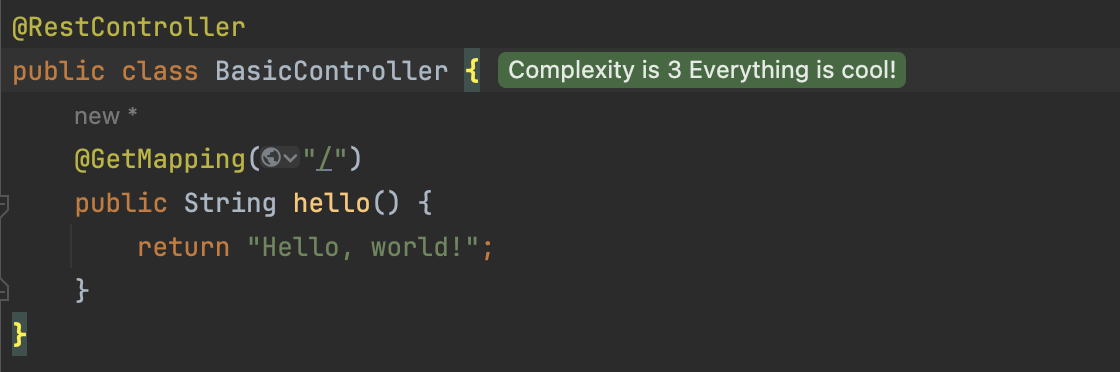 @RestController
public class BasicController { Complexity is 3 Everything is cool!
new *
@GetMapping("/")
public String hello() {
return "Hello, world!";
}
}